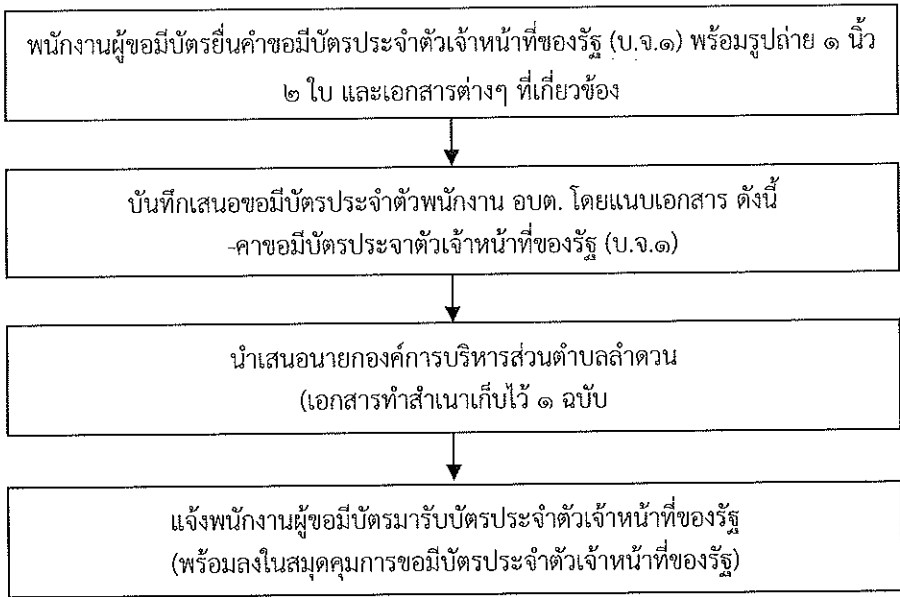 พนักงานผู้ขอมีบัตรยื่นคำขอมีบัตรประจำตัวเจ้าหน้าที่ของรัฐ (บ.จ.๑) พร้อมรูปถ่าย ๑ นิ้ว
๒ ใบ และเอกสารต่างๆ ที่เกี่ยวข้อง
บันทึกเสนอขอมีบัตรประจำตัวพนักงาน อบต. โดยแนบเอกสาร ดังนี้
-คาขอมีบัตรประจาตัวเจ้าหน้าที่ของรัฐ (บ.จ.๑)
นำเสนอนายกองค์การบริหารส่วนตำบลลำดวน
(เอกสารทำสำเนาเก็บไว้ ๑ ฉบับ
แจ้งพนักงานผู้ขอมีบัตรมารับบัตรประจำตัวเจ้าหน้าที่ของรัฐ
(พร้อมลงในสมุดคุมการขอมีบัตรประจำตัวเจ้าหน้าที่ของรัฐ)